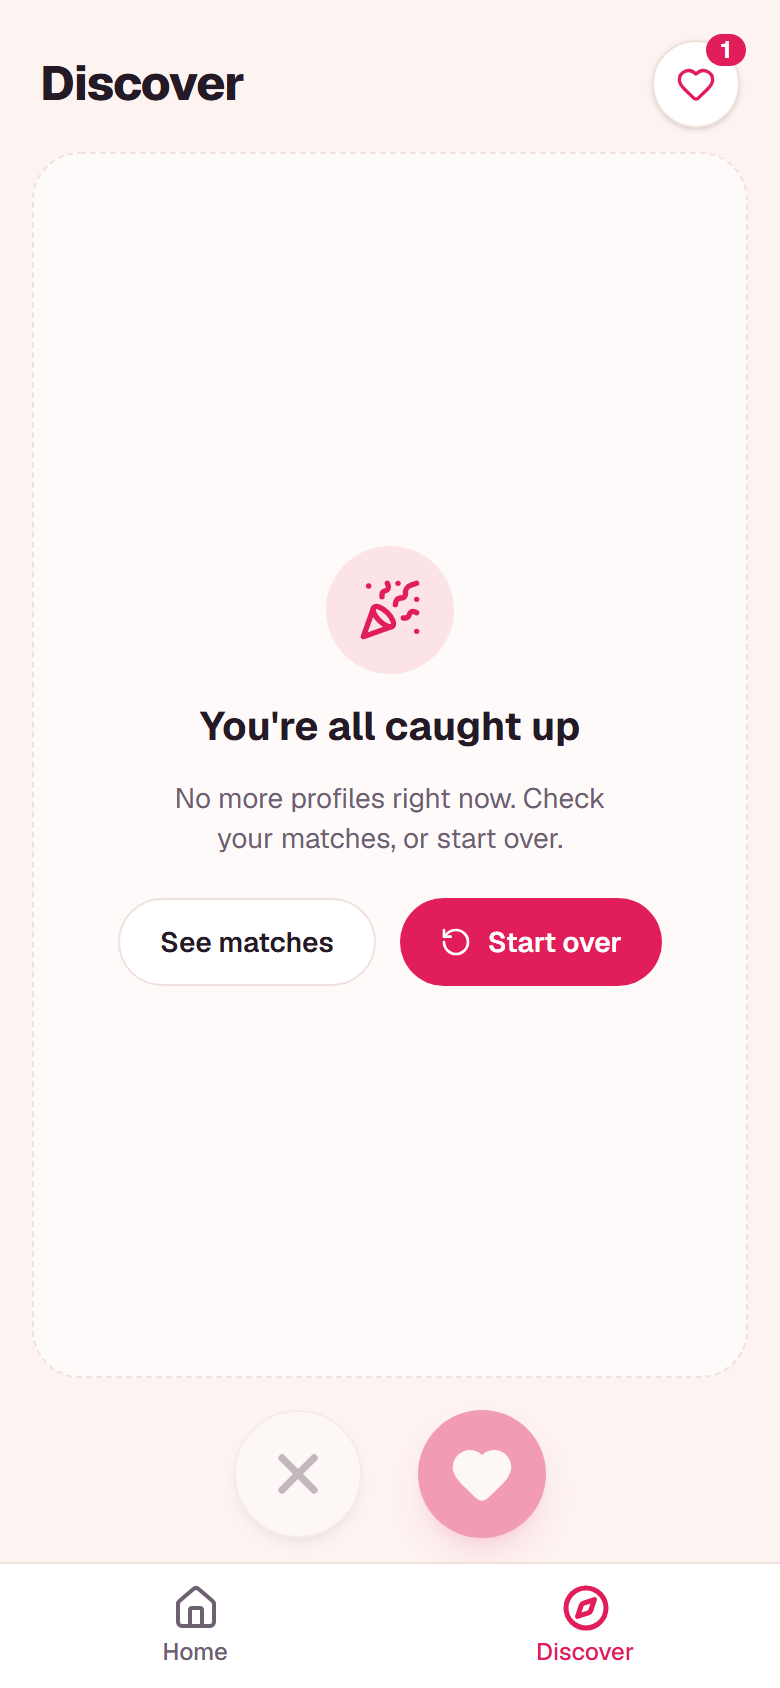 Discover
1
You're all caught up
No more profiles right now. Check
your matches, or start over.
See matches
Start over
Home
Discover